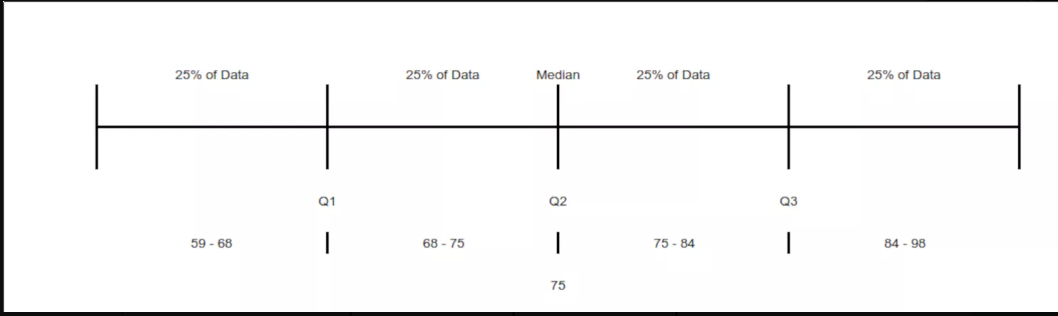 25% of Data 25% of Data Median 25% of Data 25% of Data
Q1 Q2 Q3
59 - 68 68 - 75 75 - 84 84 - 98
75